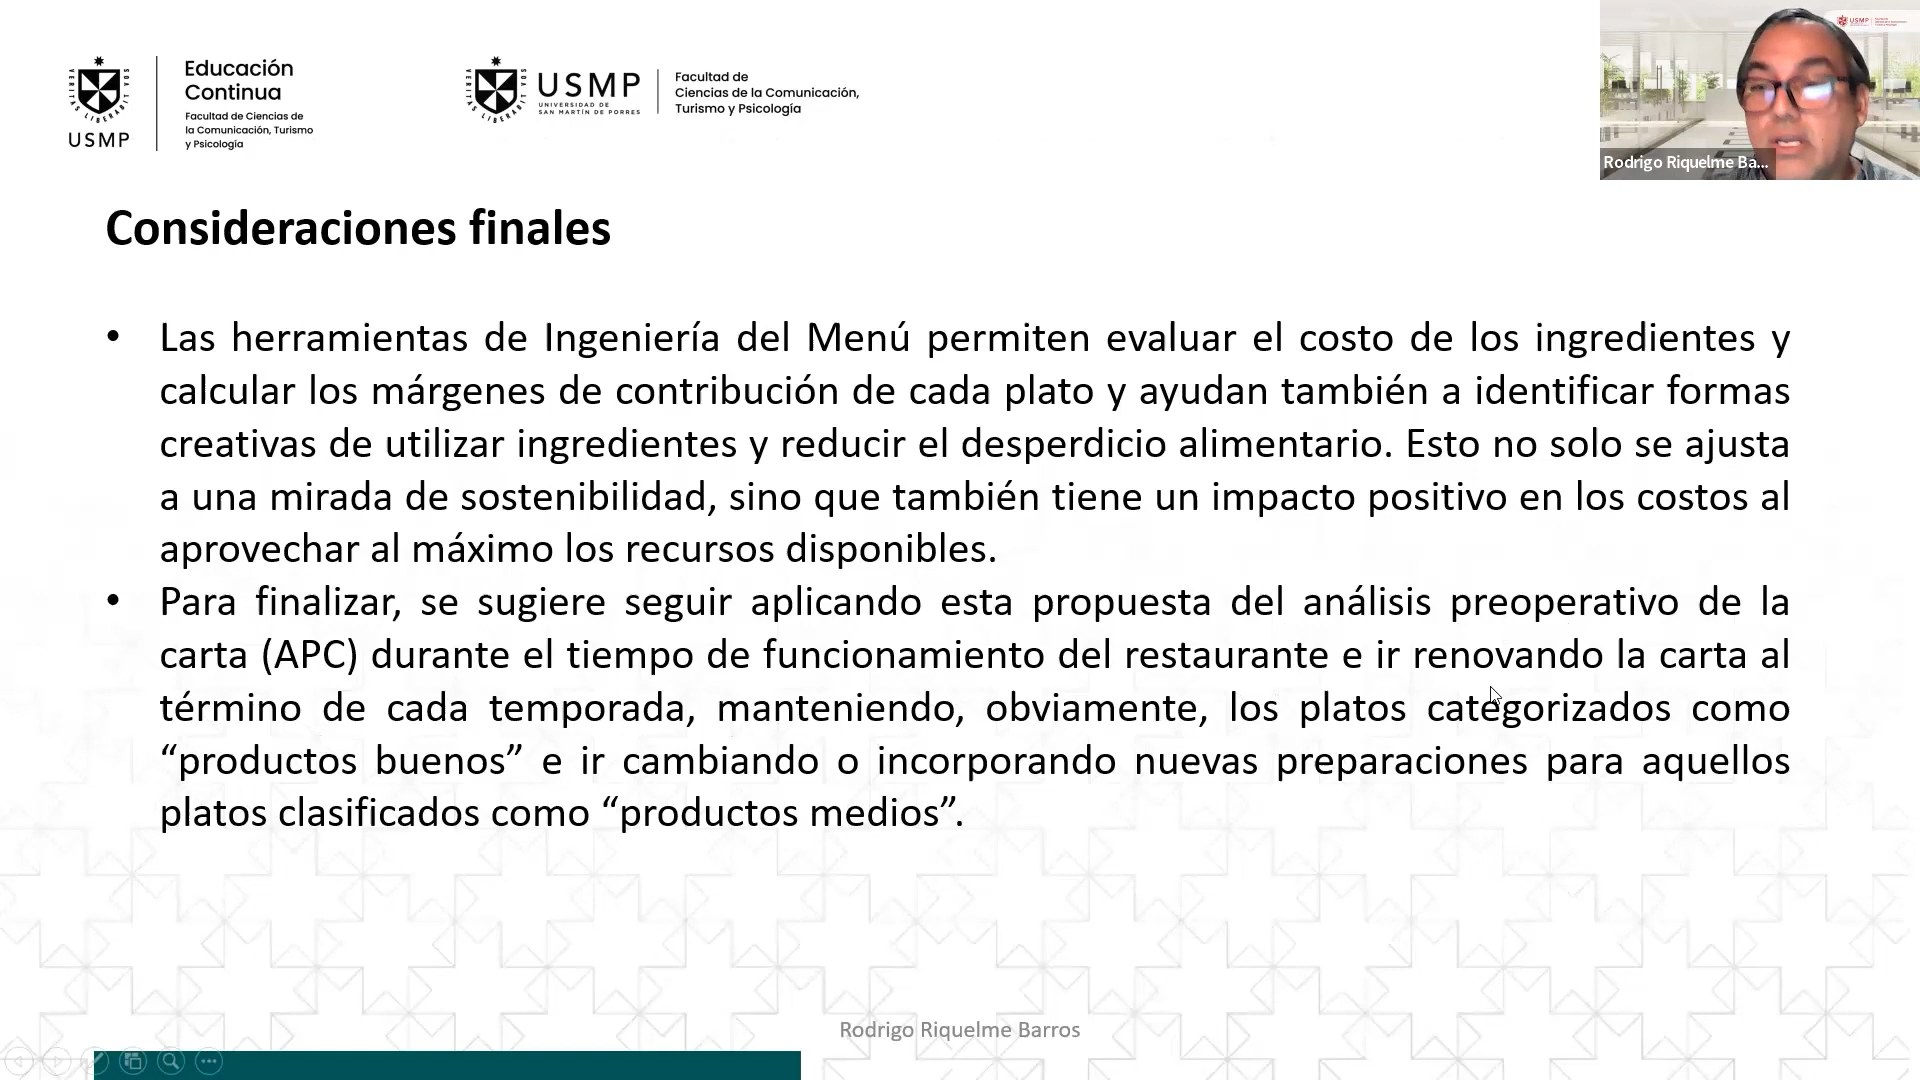 Educación
Continua
Facultad de Ciencias de
la Comunicación, Turismo
y Psicología
USMP
USMP
UNIVERSIDAD DE
SAN MARTÍN DE PORRES
Facultad de
Ciencias de la Comunicación,
Turismo y Psicología
USMP
Rodrigo Riquelme Ba...
Consideraciones finales
• Las herramientas de Ingeniería del Menú permiten evaluar el costo de los ingredientes y
calcular los márgenes de contribución de cada plato y ayudan también a identificar formas
creativas de utilizar ingredientes y reducir el desperdicio alimentario. Esto no solo se ajusta
a una mirada de sostenibilidad, sino que también tiene un impacto positivo en los costos al
aprovechar al máximo los recursos disponibles.
• Para finalizar, se sugiere seguir aplicando esta propuesta del análisis preoperativo de la
carta (APC) durante el tiempo de funcionamiento del restaurante e ir renovando la carta al
término de cada temporada, manteniendo, obviamente, los platos categorizados como
“productos buenos” e ir cambiando o incorporando nuevas preparaciones para aquellos
platos clasificados como “productos medios”.
Rodrigo Riquelme Barros